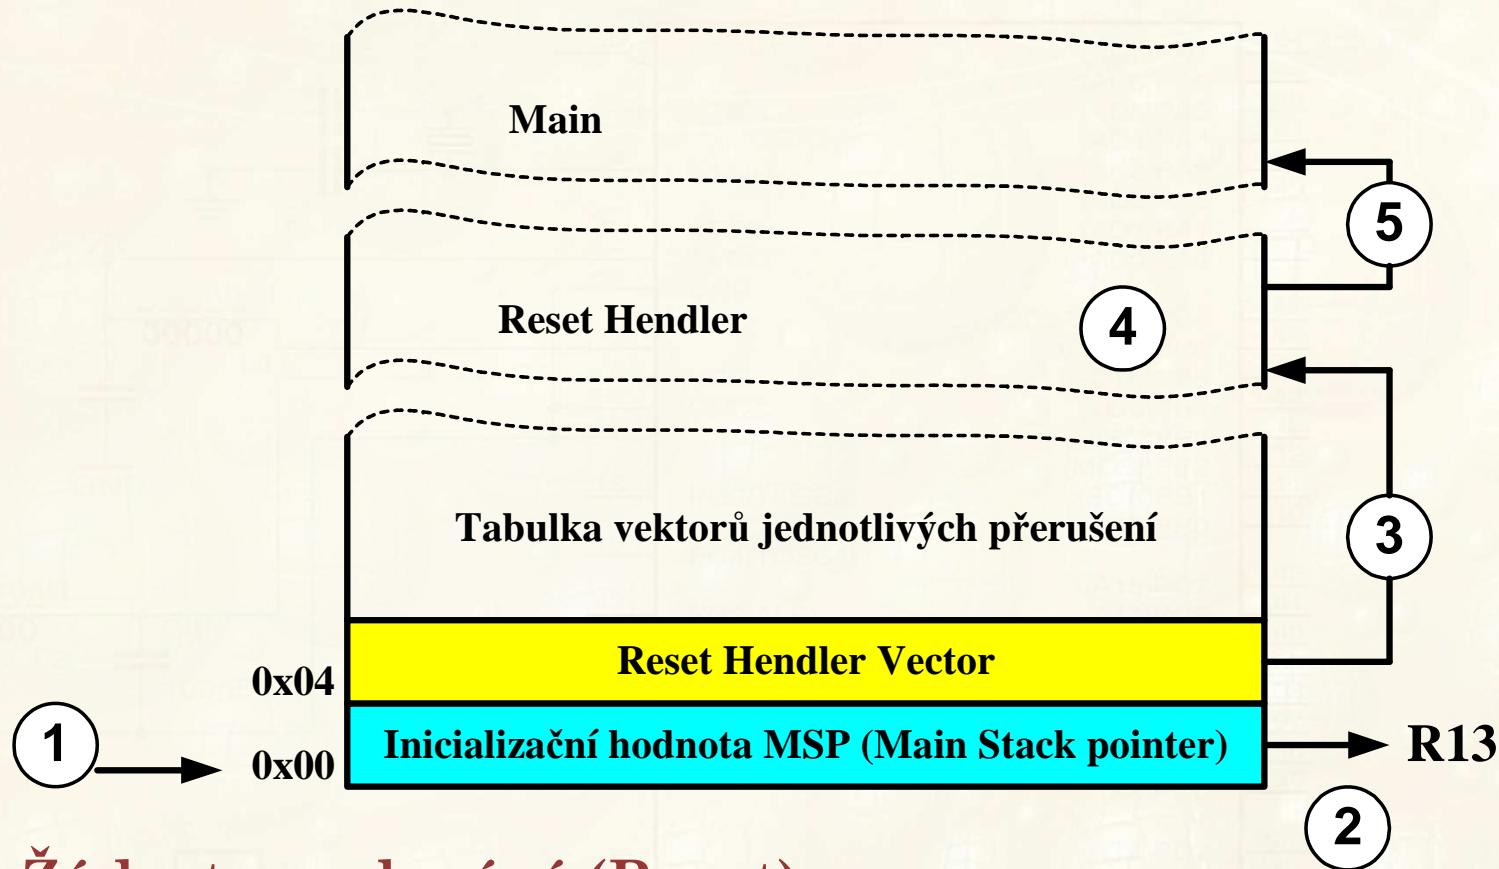 Main
5
Reset Hendler
4
Tabulka vektorů jednotlivých přerušení
3
Reset Hendler Vector
0x04
1
Inicializační hodnota MSP (Main Stack pointer)
R13
0x00
2
(Reset)